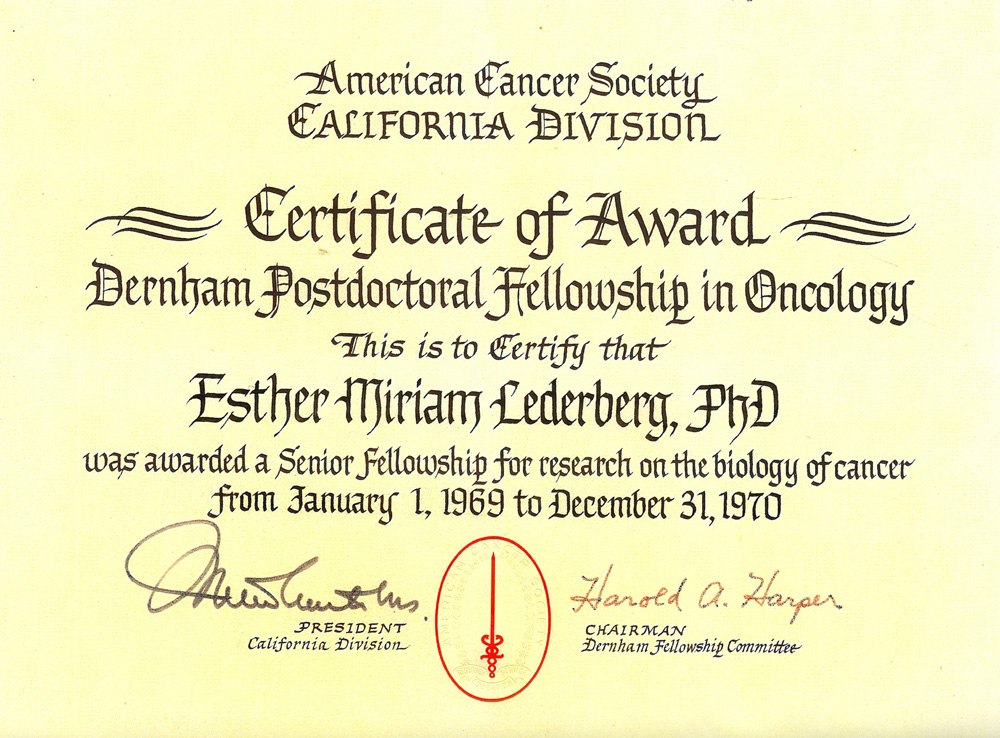 American Cancer Society
CALIFORNIA DIVISION
Certificate of Award
Dernham Postdoctoral Fellowship in Oncology
This is to Certify that
Esther Miriam Lederberg, PhD
was awarded a Senior Fellowship for research on the biology of cancer
from January 1, 1969 to December 31, 1970
PRESIDENT
California Division
Harold A. Harper
CHAIRMAN
Dernham Fellowship Committee